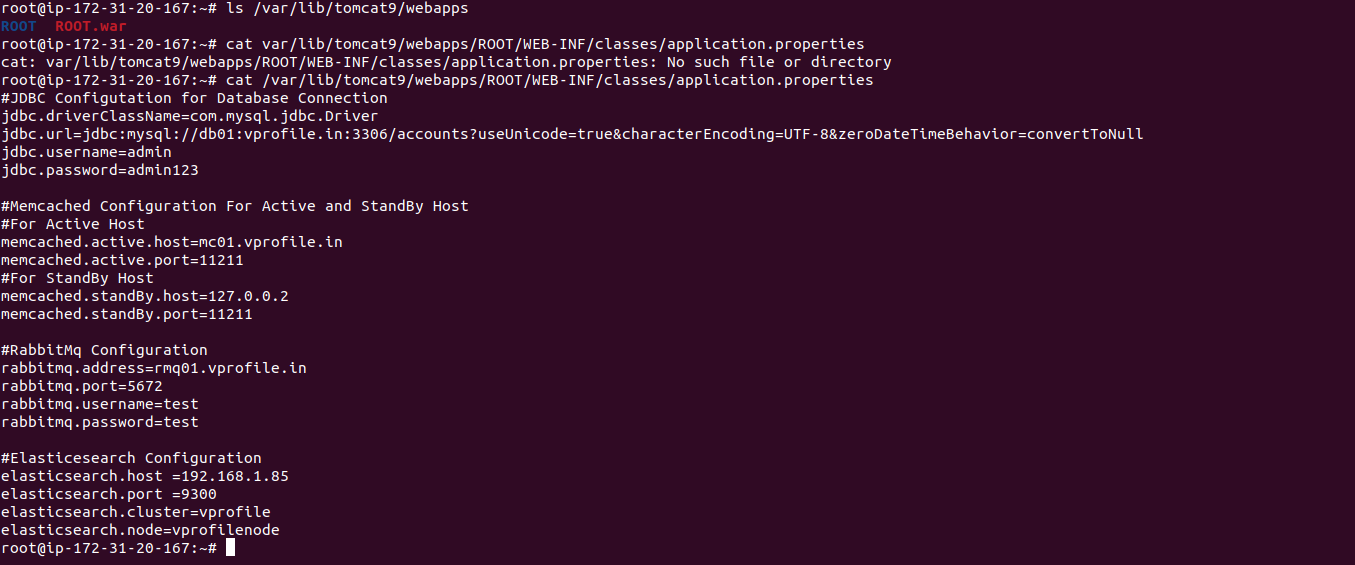 root@ip-172-31-20-167:~# ls /var/lib/tomcat9/webapps
ROOT  ROOT.war
root@ip-172-31-20-167:~# cat var/lib/tomcat9/webapps/ROOT/WEB-INF/classes/application.properties
cat: var/lib/tomcat9/webapps/ROOT/WEB-INF/classes/application.properties: No such file or directory
root@ip-172-31-20-167:~# cat /var/lib/tomcat9/webapps/ROOT/WEB-INF/classes/application.properties
#JDBC Configutation for Database Connection
jdbc.driverClassName=com.mysql.jdbc.Driver
jdbc.url=jdbc:mysql://db01:vprofile.in:3306/accounts?useUnicode=true&characterEncoding=UTF-8&zeroDateTimeBehavior=convertToNull
jdbc.username=admin
jdbc.password=admin123

#Memcached Configuration For Active and StandBy Host
#For Active Host
memcached.active.host=mc01.vprofile.in
memcached.active.port=11211
#For StandBy Host
memcached.standBy.host=127.0.0.2
memcached.standBy.port=11211

#RabbitMq Configuration
rabbitmq.address=rmq01.vprofile.in
rabbitmq.port=5672
rabbitmq.username=test
rabbitmq.password=test

#Elasticesearch Configuration
elasticsearch.host =192.168.1.85
elasticsearch.port =9300
elasticsearch.cluster=vprofile
elasticsearch.node=vprofilenode
root@ip-172-31-20-167:~#